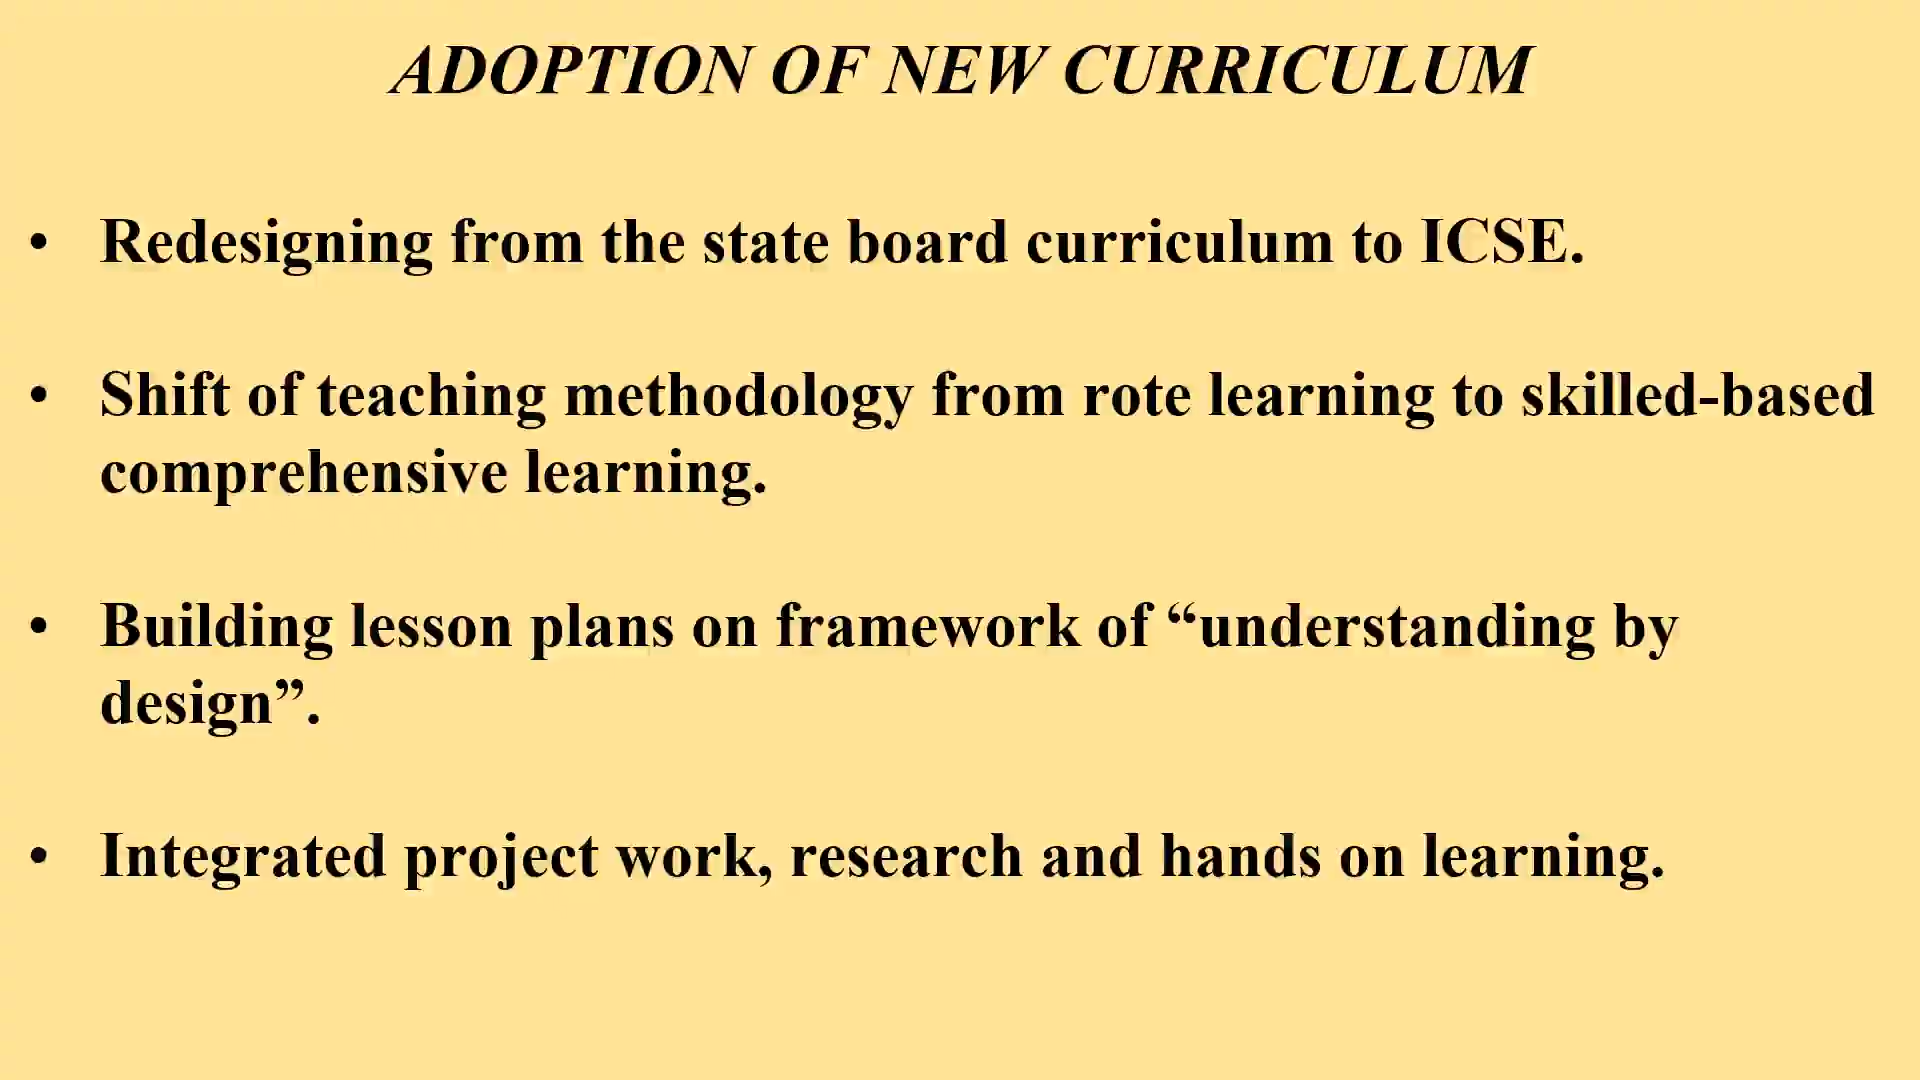 ADOPTION OF NEW CURRICULUM
• Redesigning from the state board curriculum to ICSE.
• Shift of teaching methodology from rote learning to skilled-based
comprehensive learning.
• Building lesson plans on framework of “understanding by
design”.
• Integrated project work, research and hands on learning.